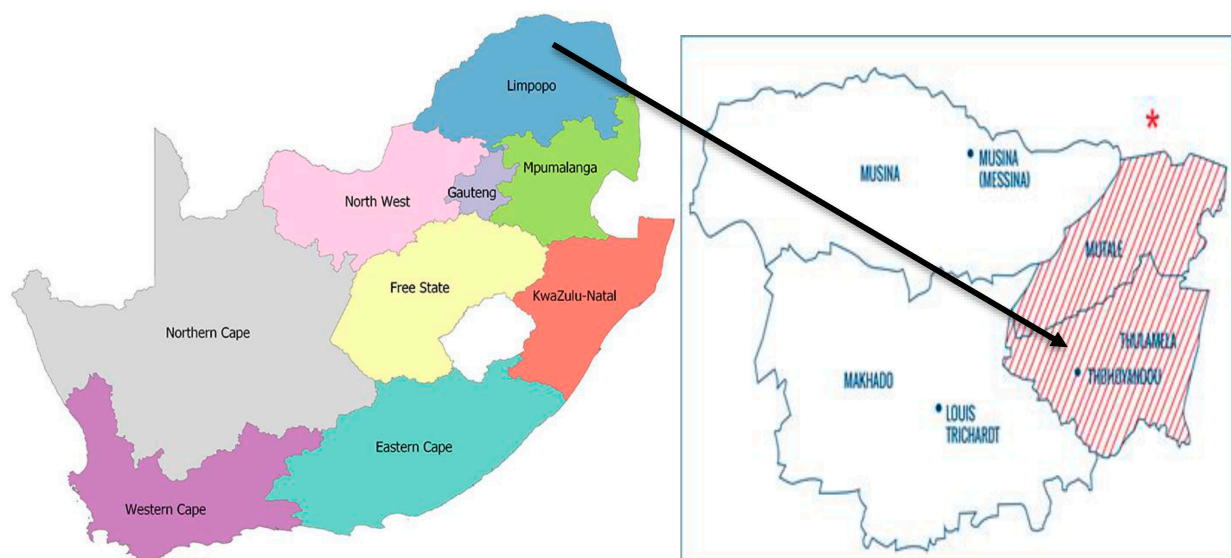 Limpopo
Mpumalanga
Gauteng
North West
Free State
KwaZulu-Natal
Northern Cape
Eastern Cape
Western Cape
*
MUSINA
(MESSINA)
MUSINA
MUTALE
THULAMELA
THOHOYANDOU
MAKHADO
LOUIS
TRICHARDT